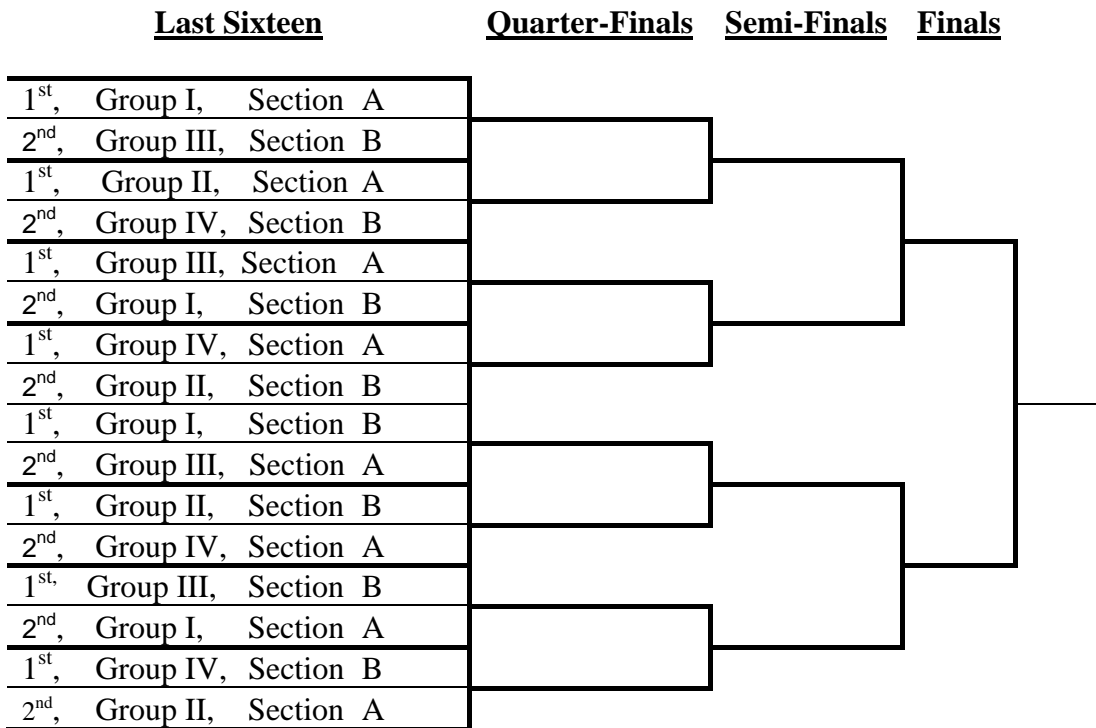 Last Sixteen Quarter-Finals Semi-Finals Finals
1st, Group I, Section A
2nd, Group III, Section B
1st, Group II, Section A
2nd, Group IV, Section B
1st, Group III, Section A
2nd, Group I, Section B
1st, Group IV, Section A
2nd, Group II, Section B
1st, Group I, Section B
2nd, Group III, Section A
1st, Group II, Section B
2nd, Group IV, Section A
1st, Group III, Section B
2nd, Group I, Section A
1st, Group IV, Section B
2nd, Group II, Section A